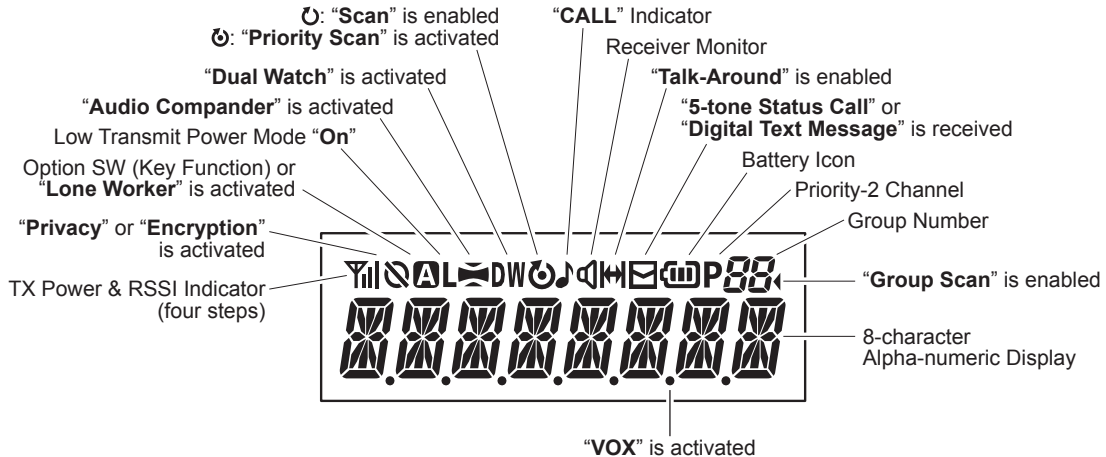 : “Scan” is enabled
: “Priority Scan” is activated
“Dual Watch” is activated
“Audio Compander” is activated
Low Transmit Power Mode “On”
Option SW (Key Function) or
“Lone Worker” is activated
“Privacy” or “Encryption”
is activated
TX Power & RSSI Indicator
(four steps)
“CALL” Indicator
Receiver Monitor
“Talk-Around” is enabled
“5-tone Status Call” or
“Digital Text Message” is received
Battery Icon
Priority-2 Channel
Group Number
“Group Scan” is enabled
8-character
Alpha-numeric Display
A L DW P 88
“VOX” is activated